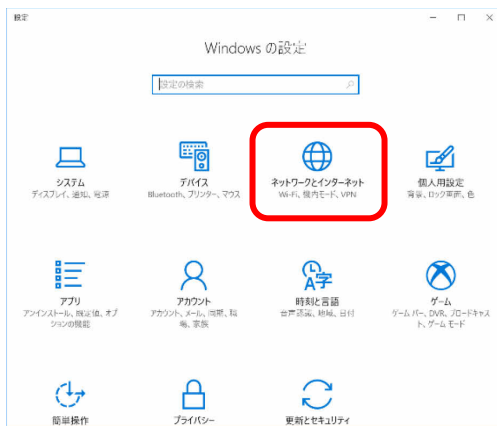 設定
Windows の設定
設定の検索
システム
ディスプレイ、通知、電源
デバイス
Bluetooth、プリンター、マウス
ネットワークとインターネット
Wi-Fi、機内モード、VPN
個人用設定
背景、ロック画面、色
アプリ
アンインストール、既定値、オプ
ションの機能
アカウント
アカウント、メール、同期、職
場、家族
時刻と言語
音声認識、地域、日付
ゲーム
ゲーム バー、DVR、ブロードキャス
ト、ゲーム モード
簡単操作
プライバシー
更新とセキュリティ